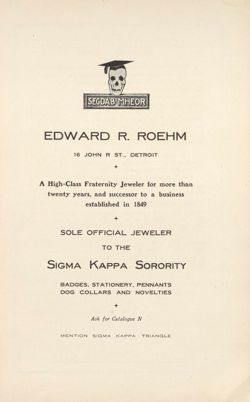 SEGDAB MHEOR
EDWARD R. ROEHM
16 JOHN R ST., DETROIT
A High-Class Fraternity Jeweler for more than
twenty years, and successor to a business
established in 1849
SOLE OFFICIAL JEWELER
TO THE
SIGMA KAPPA SORORITY
BADGES, STATIONERY, PENNANTS
DOG COLLARS AND NOVELTIES
Ask for Catalogue N
MENTION SIGMA KAPPA TRIANGLE